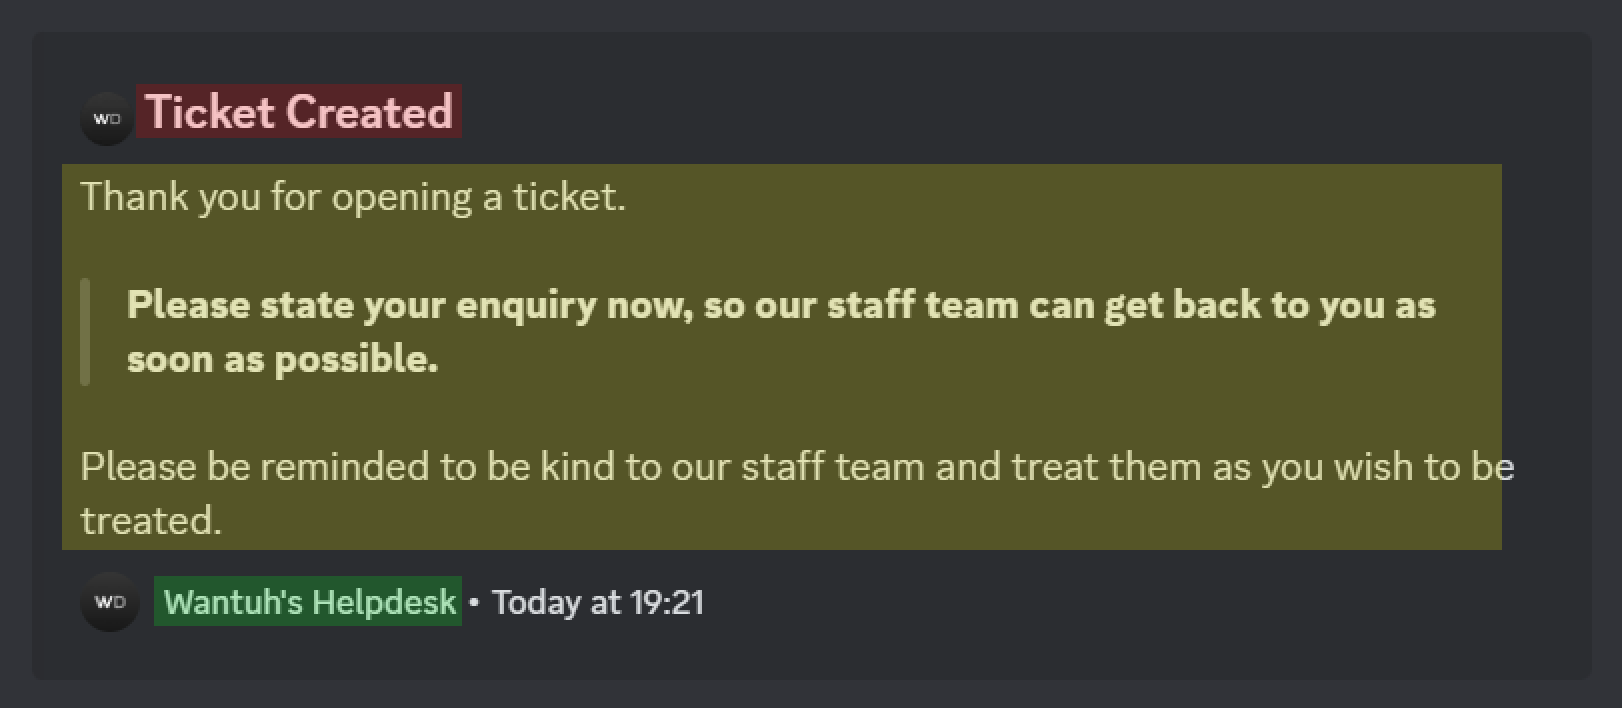 WD Ticket Created
Thank you for opening a ticket.
Please state your enquiry now, so our staff team can get back to you as
soon as possible.
Please be reminded to be kind to our staff team and treat them as you wish to be
treated.
WD Wantuh's Helpdesk • Today at 19:21